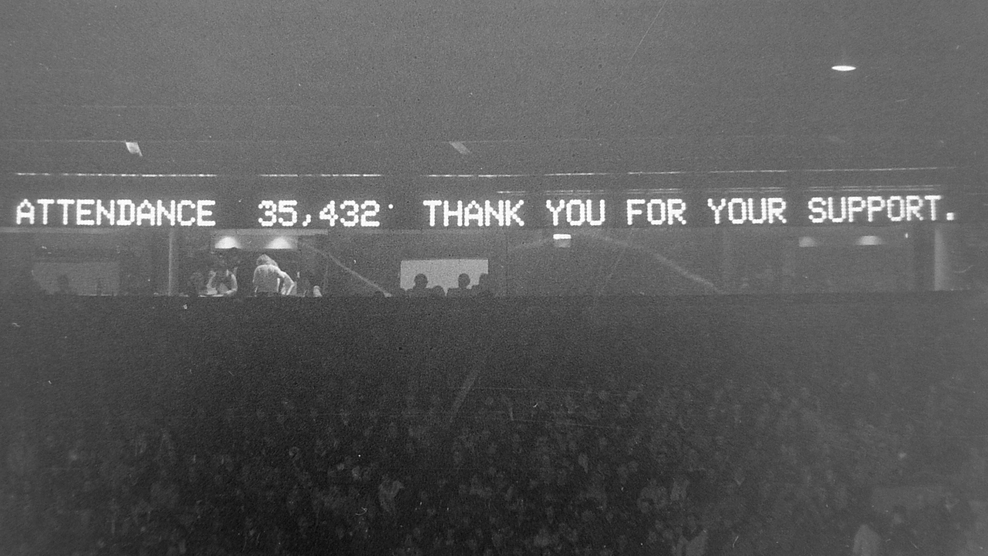 ATTENDANCE 35,432 THANK YOU FOR YOUR SUPPORT.